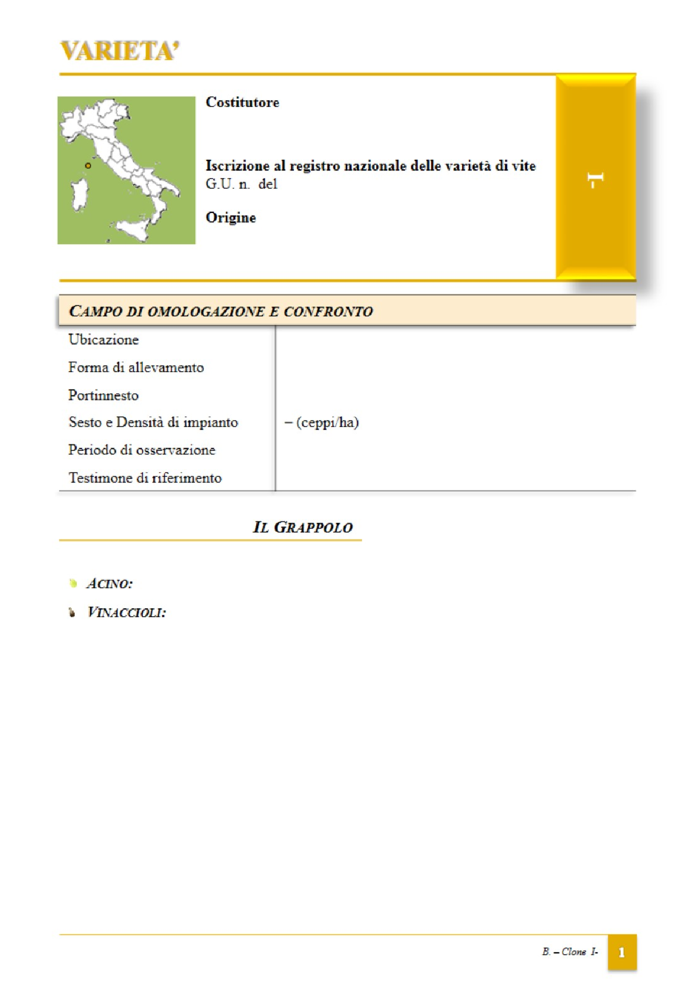 VARIETA’
Costitutore
Iscrizione al registro nazionale delle varietà di vite
G.U. n.  del
Origine
I-
CAMPO DI OMOLOGAZIONE E CONFRONTO
Ubicazione
Forma di allevamento
Portinnesto
Sesto e Densità di impianto – (ceppi/ha)
Periodo di osservazione
Testimone di riferimento
IL GRAPPOLO
ACINO:
VINACCIOLI:
B. – Clone  I- 1